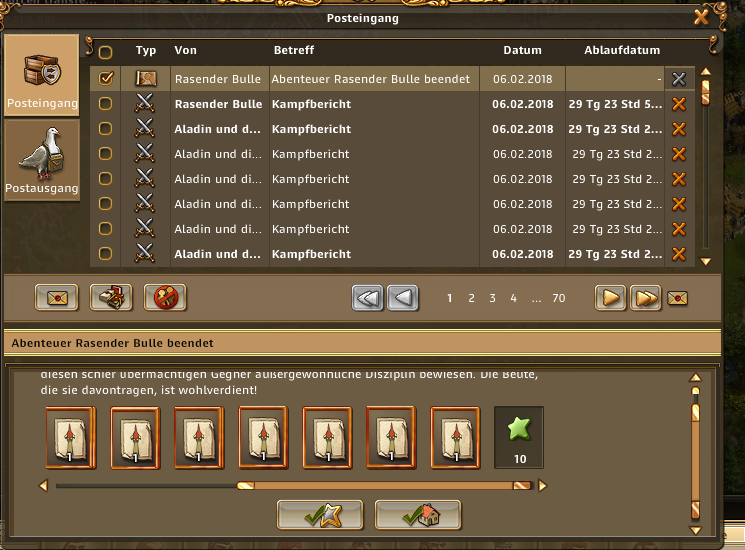 Posteingang
Typ Von Betreff Datum Ablaufdatum
Rasender Bulle Abenteuer Rasender Bulle beendet 06.02.2018 -
Posteingang
Rasender Bulle Kampfbericht 06.02.2018 29 Tg 23 Std 5...
Aladin und d... Kampfbericht 06.02.2018 29 Tg 23 Std 2...
Aladin und di... Kampfbericht 06.02.2018 29 Tg 23 Std 2...
Aladin und di... Kampfbericht 06.02.2018 29 Tg 23 Std 2...
Postausgang
Aladin und di... Kampfbericht 06.02.2018 29 Tg 23 Std 2...
Aladin und di... Kampfbericht 06.02.2018 29 Tg 23 Std 2...
Aladin und d... Kampfbericht 06.02.2018 29 Tg 23 Std 2...
1 2 3 4 ... 70
Abenteuer Rasender Bulle beendet
diesen schier übermächtigen Gegner außergewöhnliche Disziplin bewiesen. Die Beute,
die sie davontragen, ist wohlverdient!
1 1 1 1 1 1 1 10